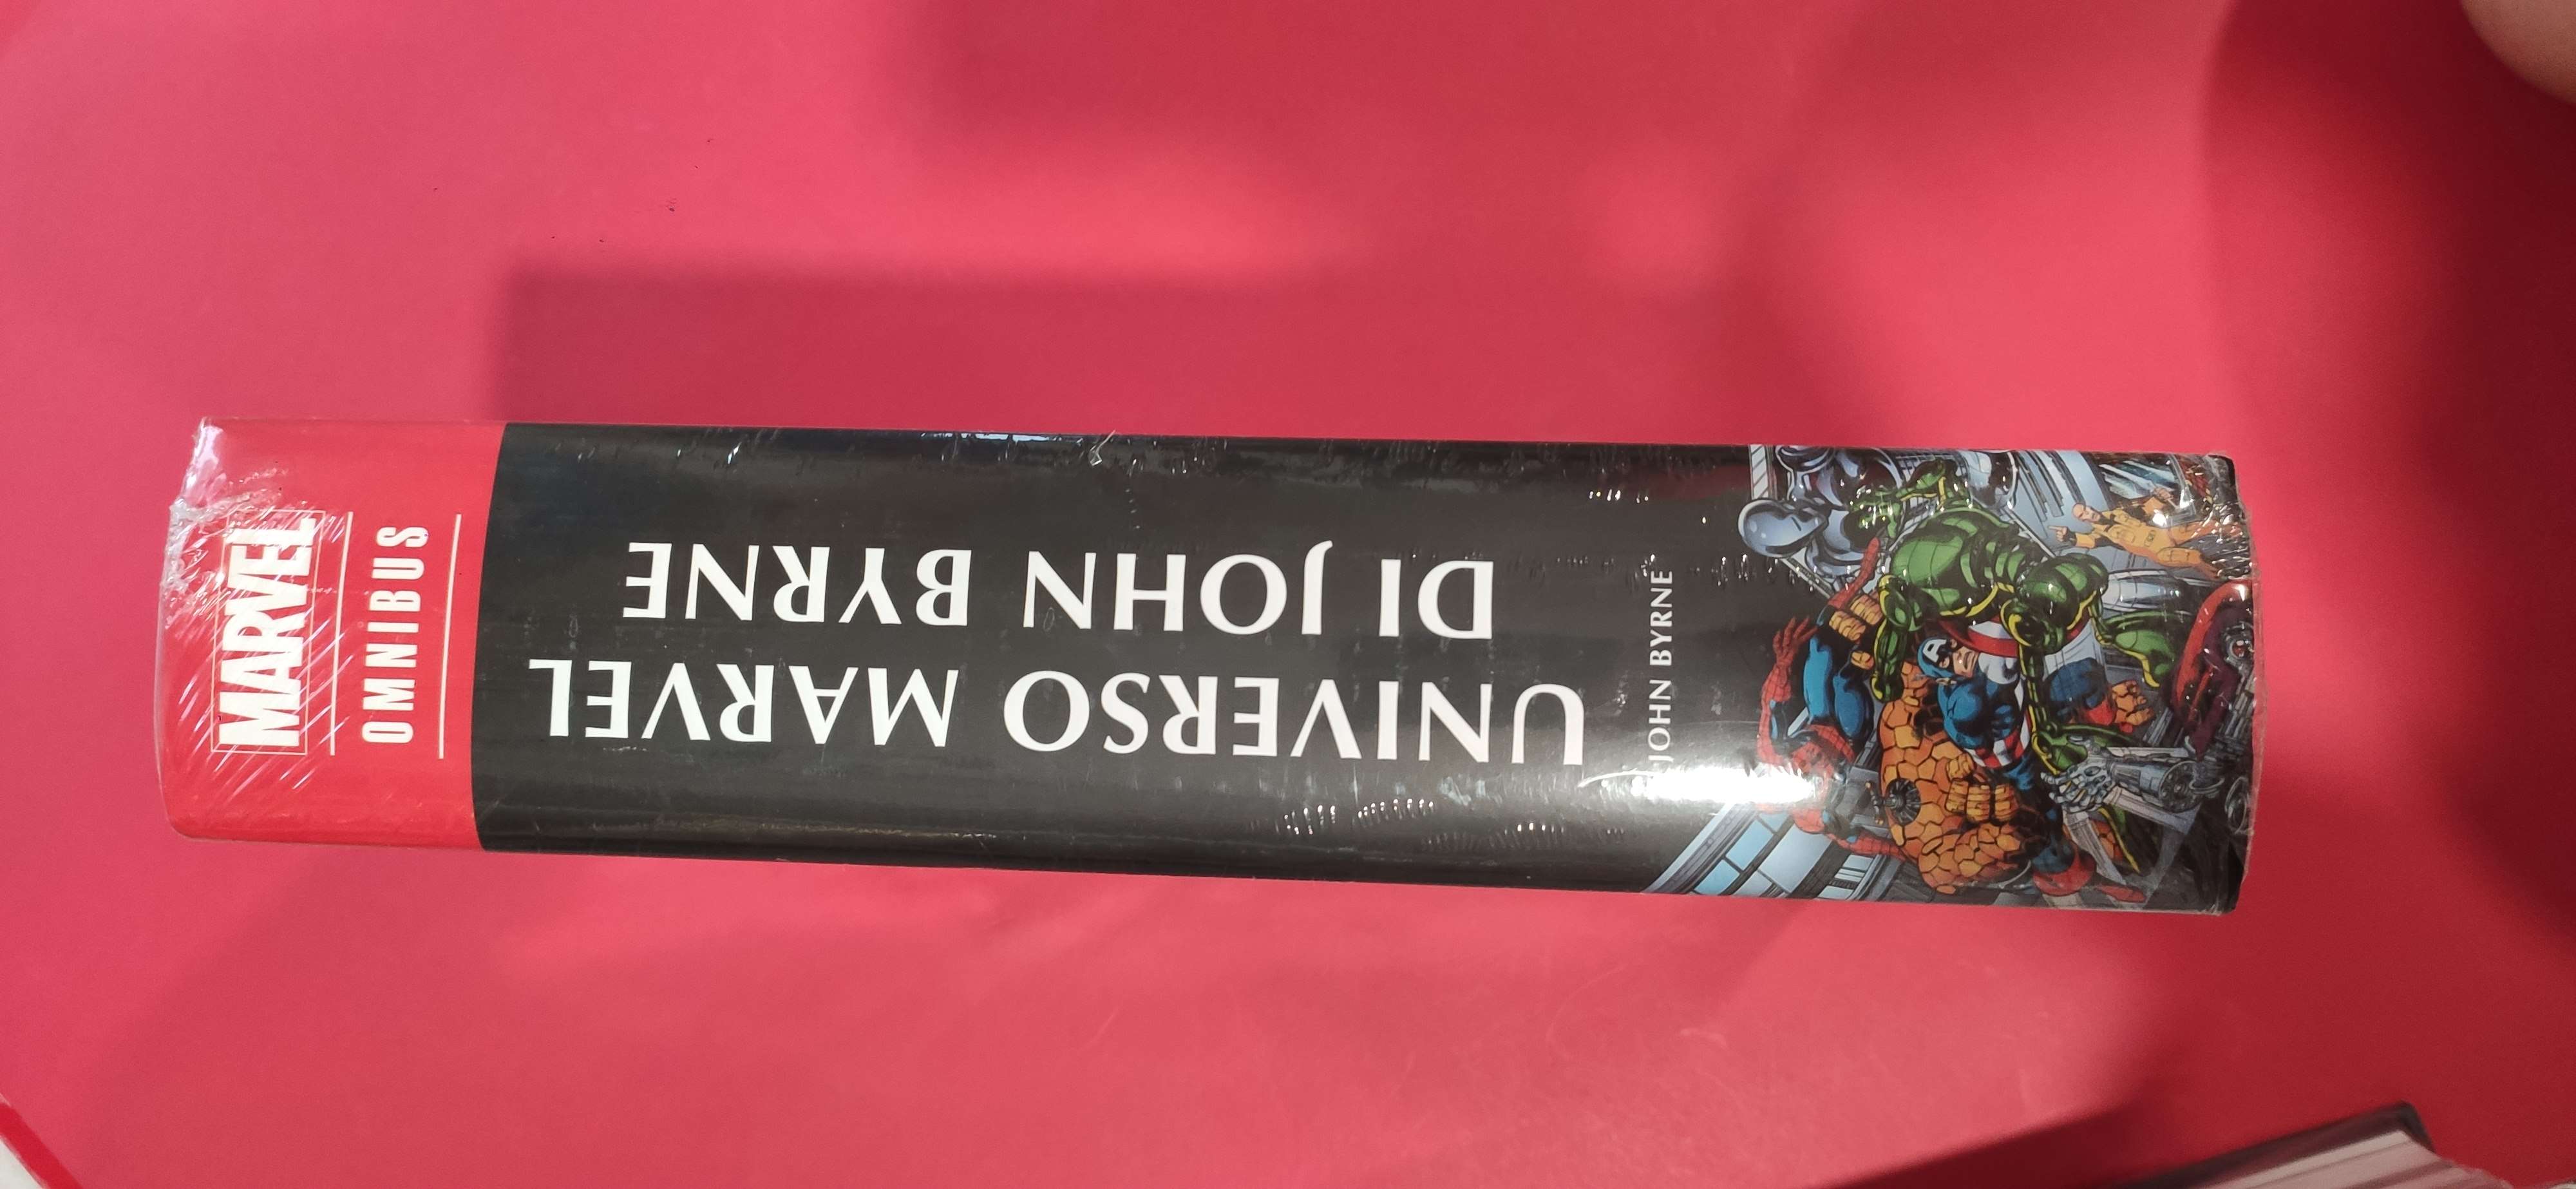 MARVEL
OMNIBUS
UNIVERSO MARVEL
DI JOHN BYRNE
JOHN BYRNE